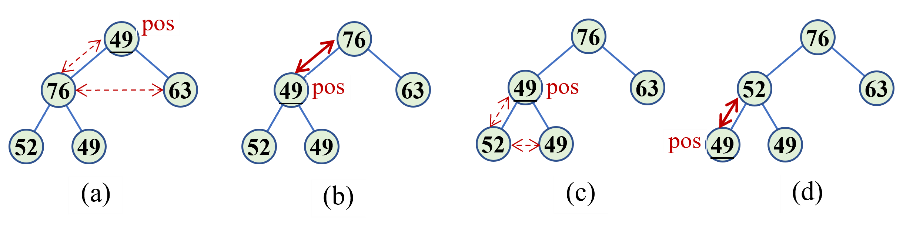 49 pos
76 63
52 49
(a)
76
49 pos 63
52 49
(b)
76
49 pos 63
52 49
(c)
76
52 63
pos 49 49
(d)